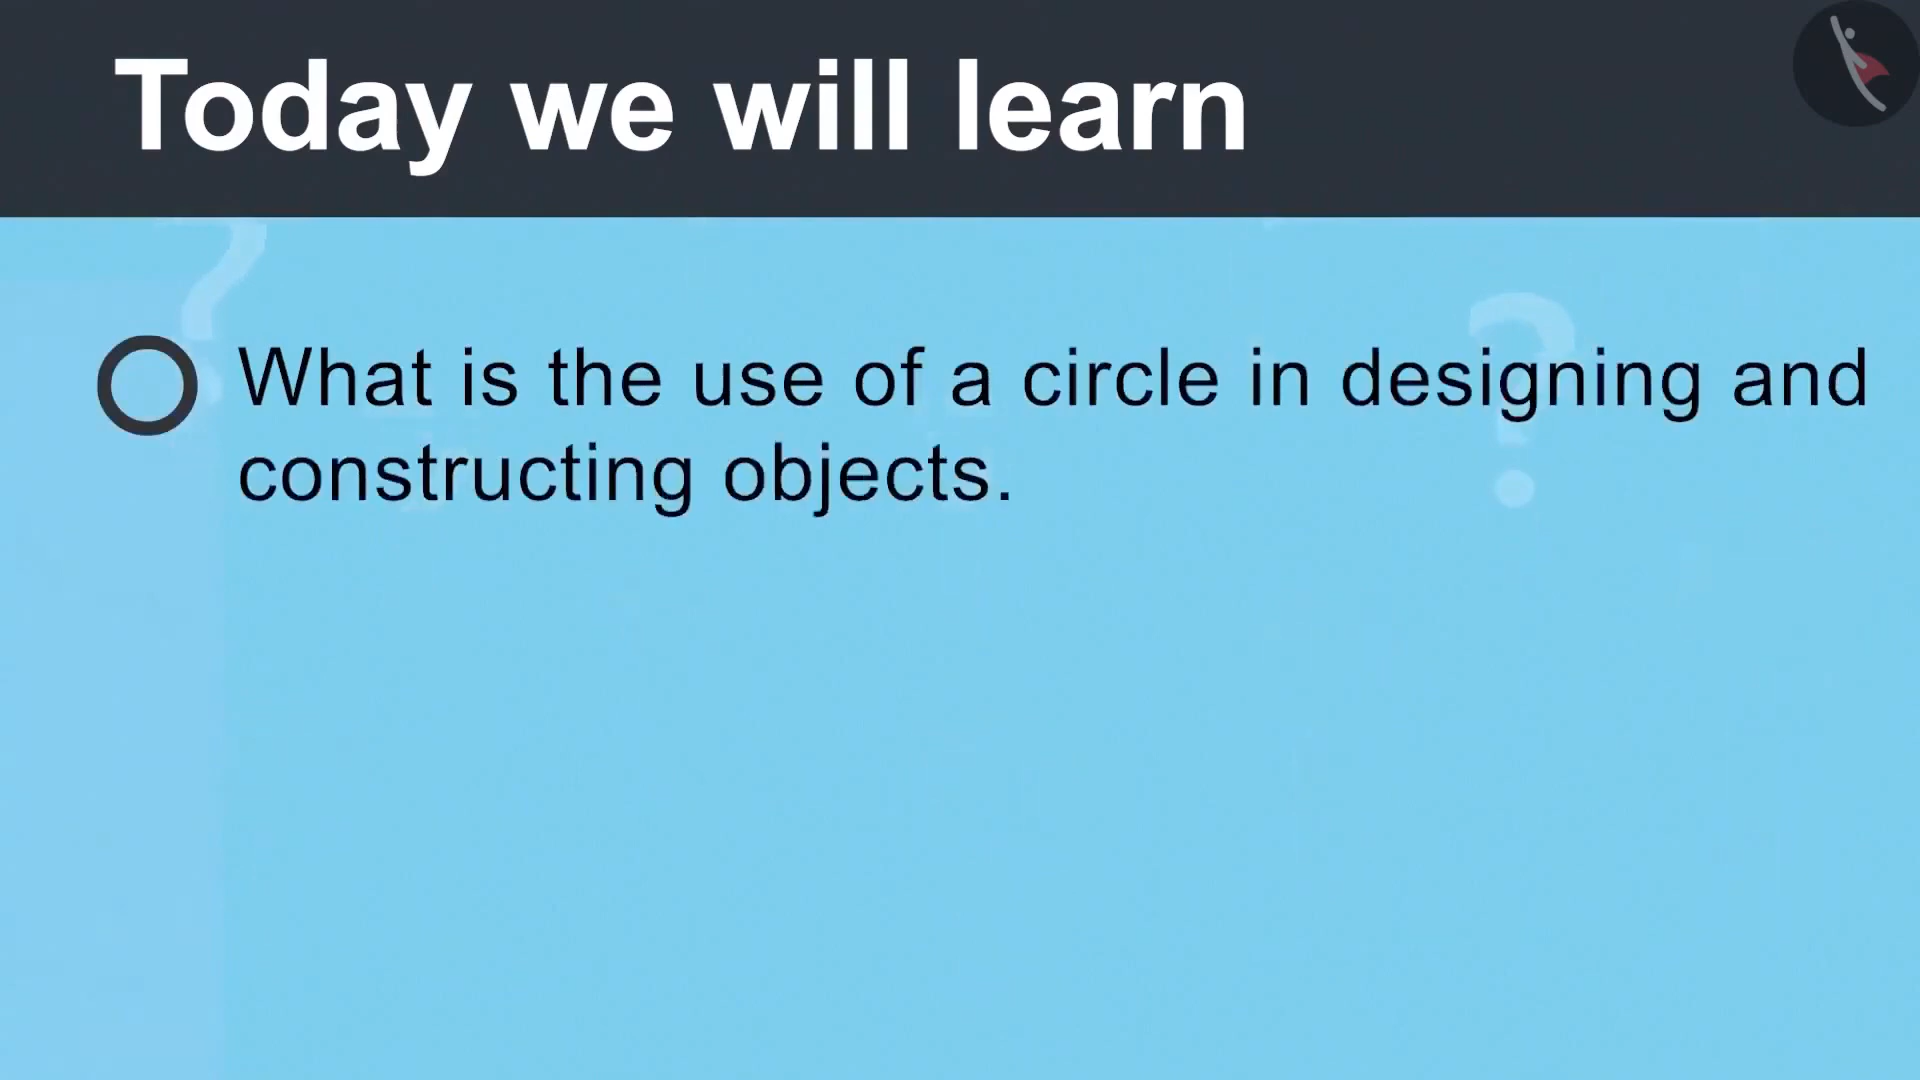 Today we will learn
What is the use of a circle in designing and
constructing objects.